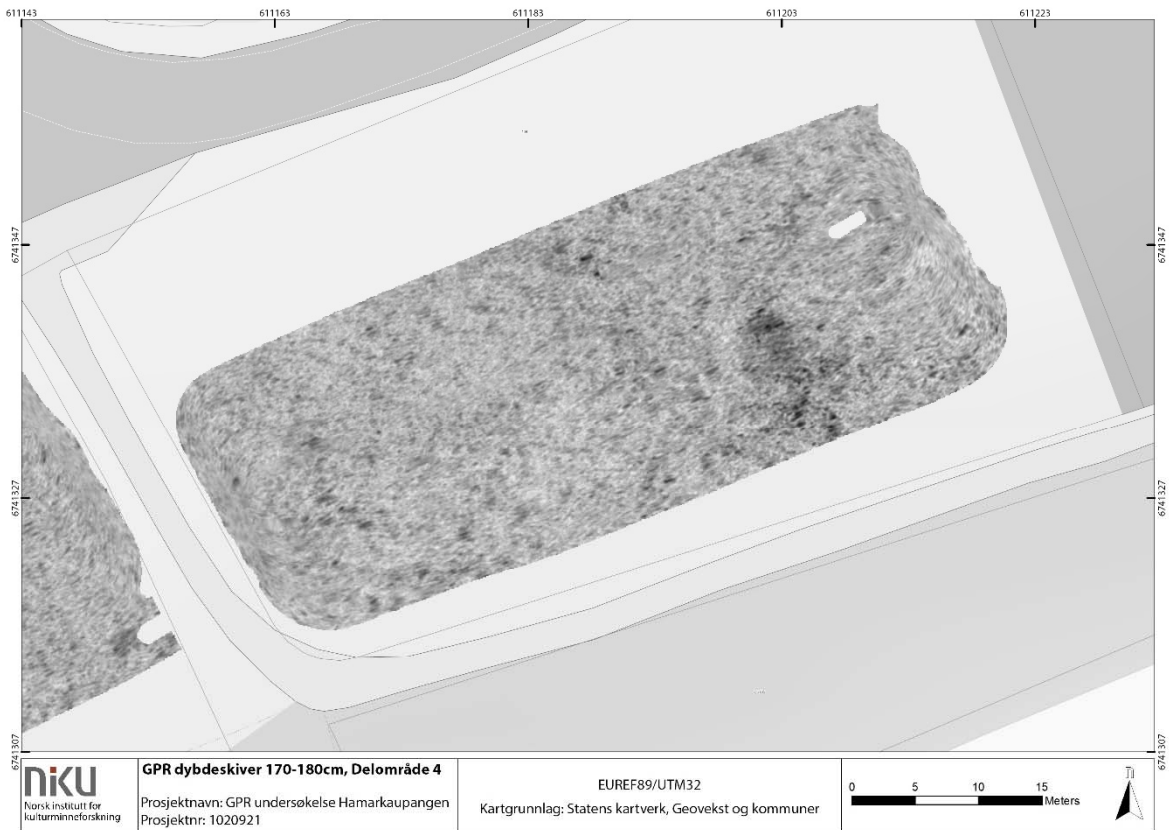 611143
611163
611183
611203
611223
6741347
6741347
6741327
6741327
6741307
6741307
niKU
Norsk institutt for
kulturminneforskning
GPR dybdeskiver 170-180cm, Delområde 4
Prosjektnavn: GPR undersøkelse Hamarkaupangen
Prosjektnr: 1020921
EUREF89/UTM32
Kartgrunnlag: Statens kartverk, Geovekst og kommuner
0 5 10 15
Meters